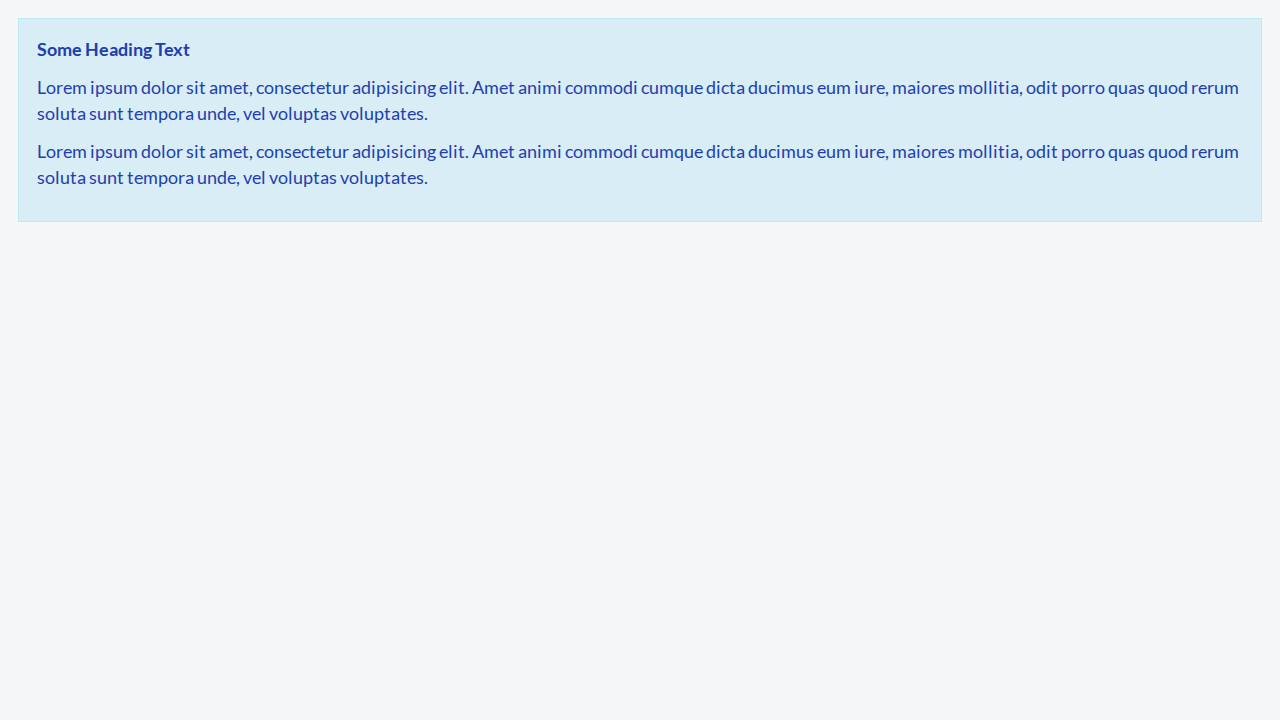 Some Heading Text
Lorem ipsum dolor sit amet, consectetur adipisicing elit. Amet animi commodi cumque dicta ducimus eum iure, maiores mollitia, odit porro quas quod rerum
soluta sunt tempora unde, vel voluptas voluptates.
Lorem ipsum dolor sit amet, consectetur adipisicing elit. Amet animi commodi cumque dicta ducimus eum iure, maiores mollitia, odit porro quas quod rerum
soluta sunt tempora unde, vel voluptas voluptates.